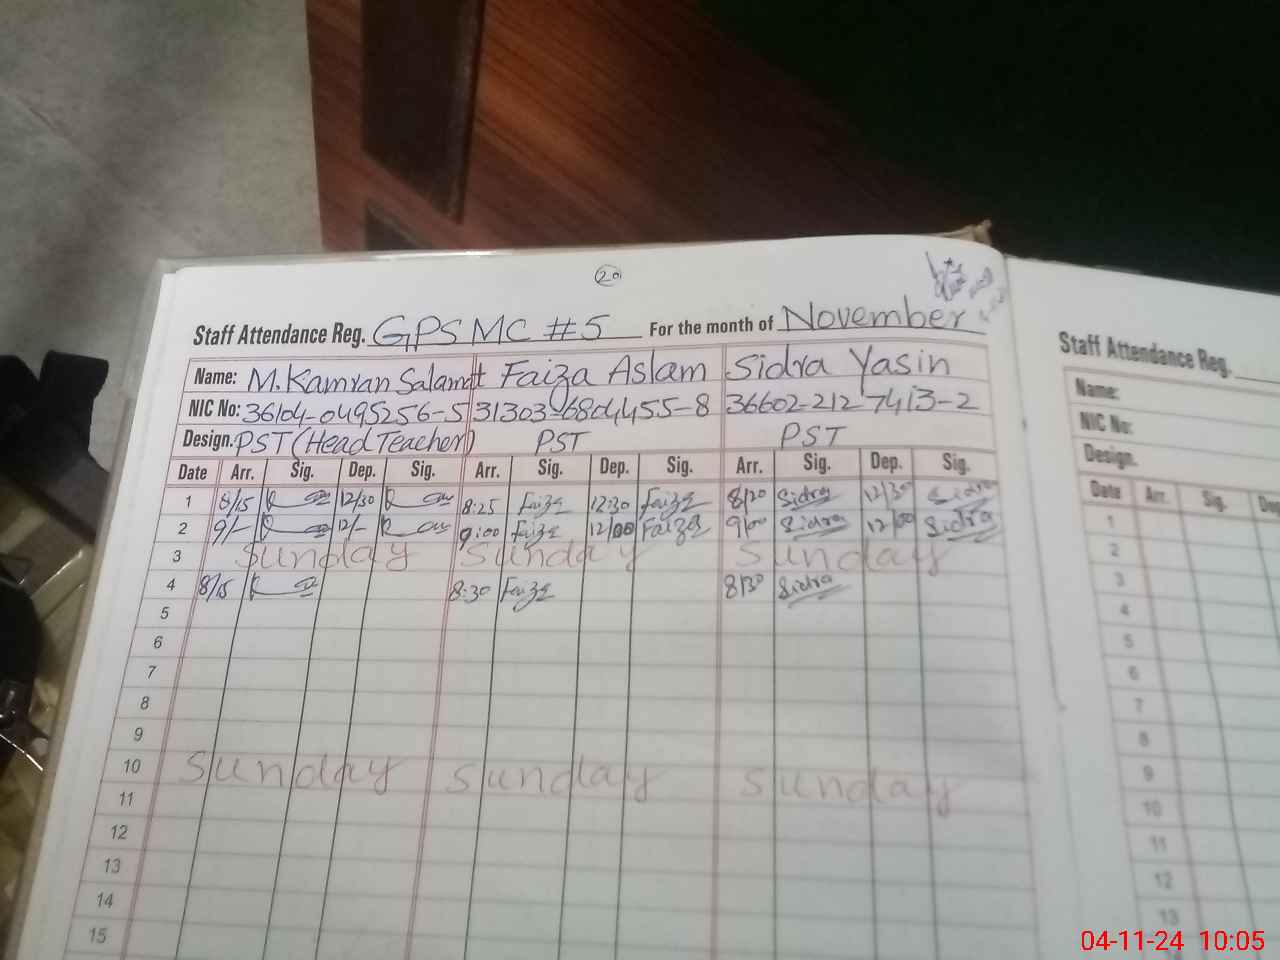 20
Staff Attendance Reg. GPS MC #5 For the month of November
Name: M.Kamran Salamat Faiza Aslam Sidra Yasin
NIC No: 36104-0495256-5 31303-6804455-8 36602-2127413-2
Design. PST (Head Teacher) PST PST
Date Arr. Sig. Dep. Sig. Arr. Sig. Dep. Sig. Arr. Sig. Dep. Sig.
1 8/15 12/30 8:25 Faiza 12:30 Faiza 8/20 Sidra 12/30 Sidra
2 9/- 12/- 9:00 Faiza 12/00 Faiza 9/00 Sidra 12/00 Sidra
3 Sunday Sunday Sunday
4 8/15 8:30 Faiza 8/30 Sidra
5
6
7
8
9
10 Sunday Sunday Sunday
11
12
13
14
15
Staff Attendance Reg.
Name:
NIC No:
Design.
Date Arr. Sig.
1
2
3
4
5
6
7
8
9
10
11
12
13
04-11-24 10:05